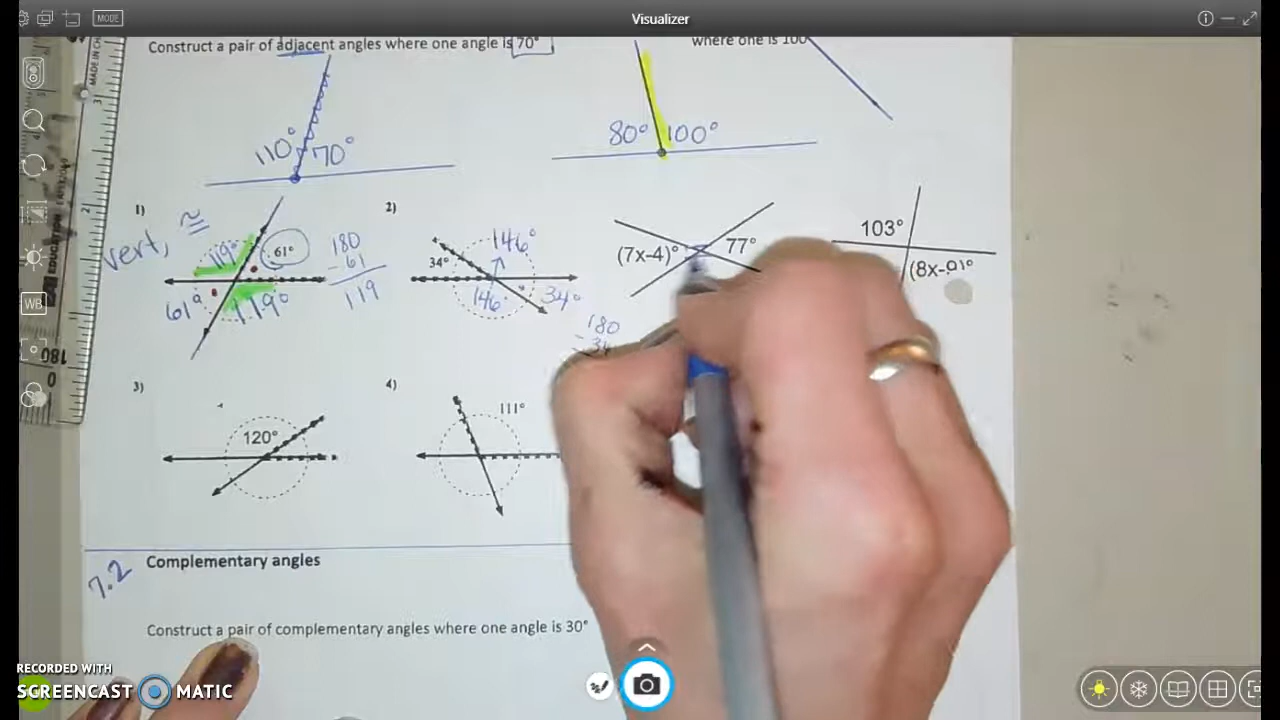 Visualizer
MODE
Construct a pair of adjacent angles where one angle is 70°
where one is 100
110° 70°
80° 100°
1)
vert, ≅
119°
61°
180
-61
119
61°
119°
2)
34°
146°
146°
34°
180
(7x-4)°
77°
103°
3)
120°
4)
111°
7.2
Complementary angles
Construct a pair of complementary angles where one angle is 30°
WB
RECORDED WITH
SCREENCAST MATIC